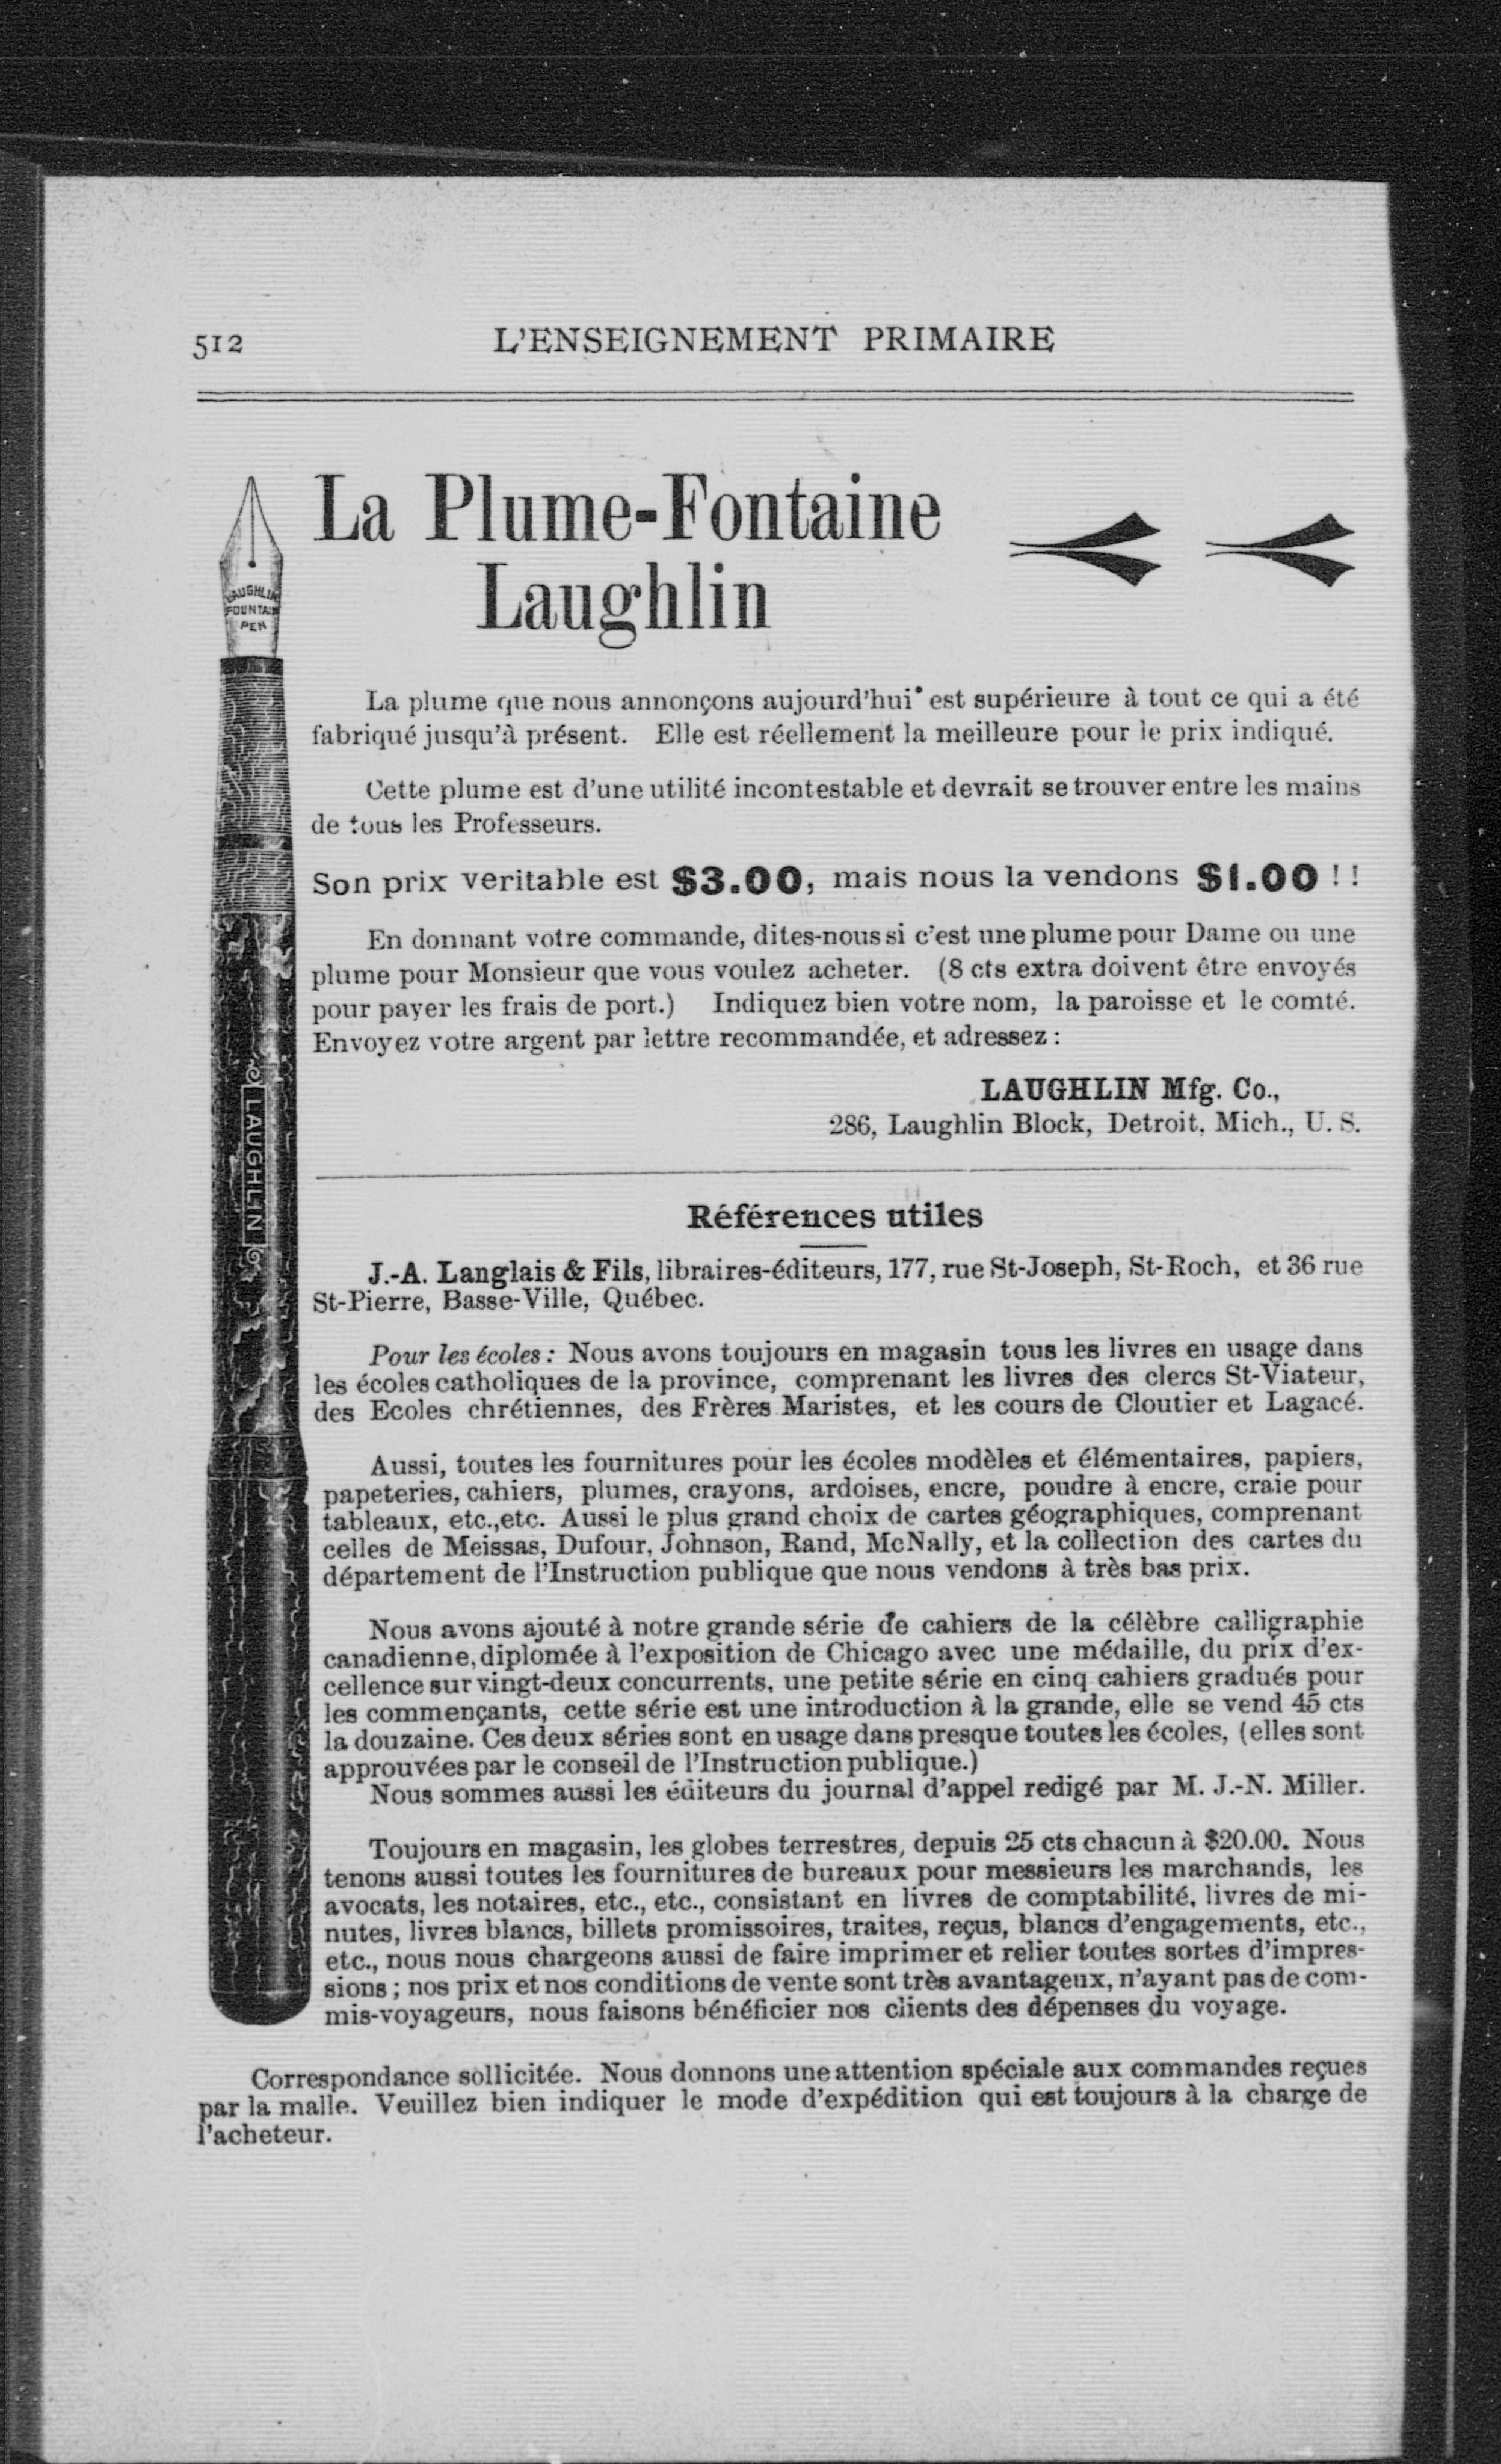 512
L'ENSEIGNEMENT PRIMAIRE
La Plume-Fontaine
Laughlin
LAUGHLIN
FOUNTAIN
PEN
La plume que nous annonçons aujourd'hui est supérieure à tout ce qui a été
fabriqué jusqu'à présent. Elle est réellement la meilleure pour le prix indiqué.
Cette plume est d'une utilité incontestable et devrait se trouver entre les mains
de tous les Professeurs.
Son prix veritable est $3.00, mais nous la vendons $1.00 !!
En donnant votre commande, dites-nous si c'est une plume pour Dame ou une
plume pour Monsieur que vous voulez acheter. (8 cts extra doivent être envoyés
pour payer les frais de port.) Indiquez bien votre nom, la paroisse et le comté.
Envoyez votre argent par lettre recommandée, et adressez :
LAUGHLIN Mfg. Co.,
286, Laughlin Block, Detroit, Mich., U. S.
LAUGHLIN
Références utiles
J.-A. Langlais & Fils, libraires-éditeurs, 177, rue St-Joseph, St-Roch, et 36 rue
St-Pierre, Basse-Ville, Québec.
Pour les écoles : Nous avons toujours en magasin tous les livres en usage dans
les écoles catholiques de la province, comprenant les livres des clercs St-Viateur,
des Ecoles chrétiennes, des Frères Maristes, et les cours de Cloutier et Lagacé.
Aussi, toutes les fournitures pour les écoles modèles et élémentaires, papiers,
papeteries, cahiers, plumes, crayons, ardoises, encre, poudre à encre, craie pour
tableaux, etc.,etc. Aussi le plus grand choix de cartes géographiques, comprenant
celles de Meissas, Dufour, Johnson, Rand, McNally, et la collection des cartes du
département de l'Instruction publique que nous vendons à très bas prix.
Nous avons ajouté à notre grande série de cahiers de la célèbre calligraphie
canadienne, diplomée à l'exposition de Chicago avec une médaille, du prix d'ex-
cellence sur vingt-deux concurrents, une petite série en cinq cahiers gradués pour
les commençants, cette série est une introduction à la grande, elle se vend 45 cts
la douzaine. Ces deux séries sont en usage dans presque toutes les écoles, (elles sont
approuvées par le conseil de l'Instruction publique.)
Nous sommes aussi les éditeurs du journal d'appel redigé par M. J.-N. Miller.
Toujours en magasin, les globes terrestres, depuis 25 cts chacun à $20.00. Nous
tenons aussi toutes les fournitures de bureaux pour messieurs les marchands, les
avocats, les notaires, etc., etc., consistant en livres de comptabilité, livres de mi-
nutes, livres blancs, billets promissoires, traites, reçus, blancs d'engagements, etc.,
etc., nous nous chargeons aussi de faire imprimer et relier toutes sortes d'impres-
sions ; nos prix et nos conditions de vente sont très avantageux, n'ayant pas de com-
mis-voyageurs, nous faisons bénéficier nos clients des dépenses du voyage.
Correspondance sollicitée. Nous donnons une attention spéciale aux commandes reçues
par la malle. Veuillez bien indiquer le mode d'expédition qui est toujours à la charge de
l'acheteur.